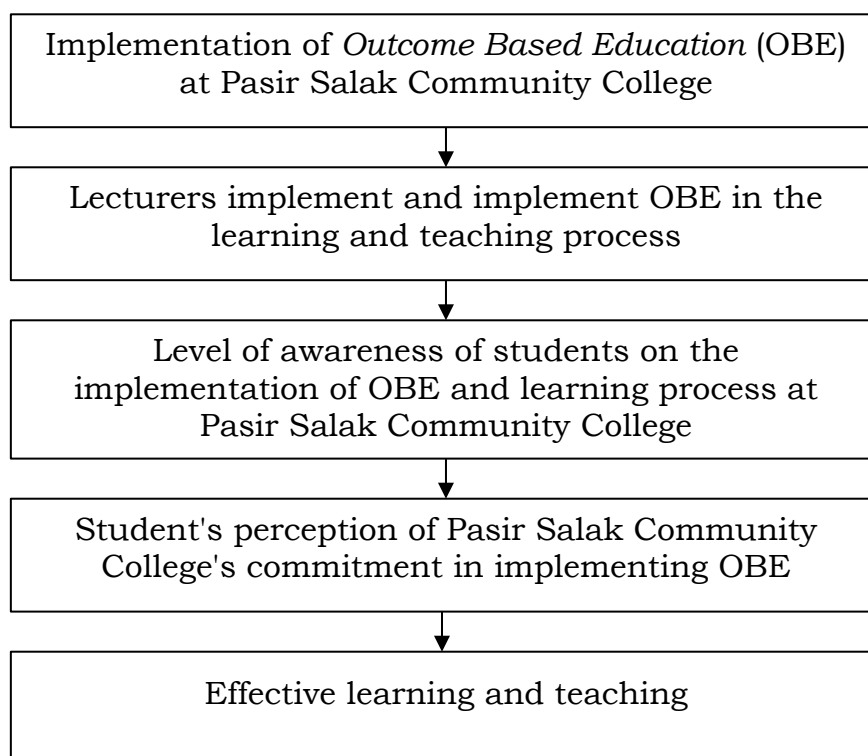 Implementation of Outcome Based Education (OBE)
at Pasir Salak Community College
Lecturers implement and implement OBE in the
learning and teaching process
Level of awareness of students on the
implementation of OBE and learning process at
Pasir Salak Community College
Student's perception of Pasir Salak Community
College's commitment in implementing OBE
Effective learning and teaching